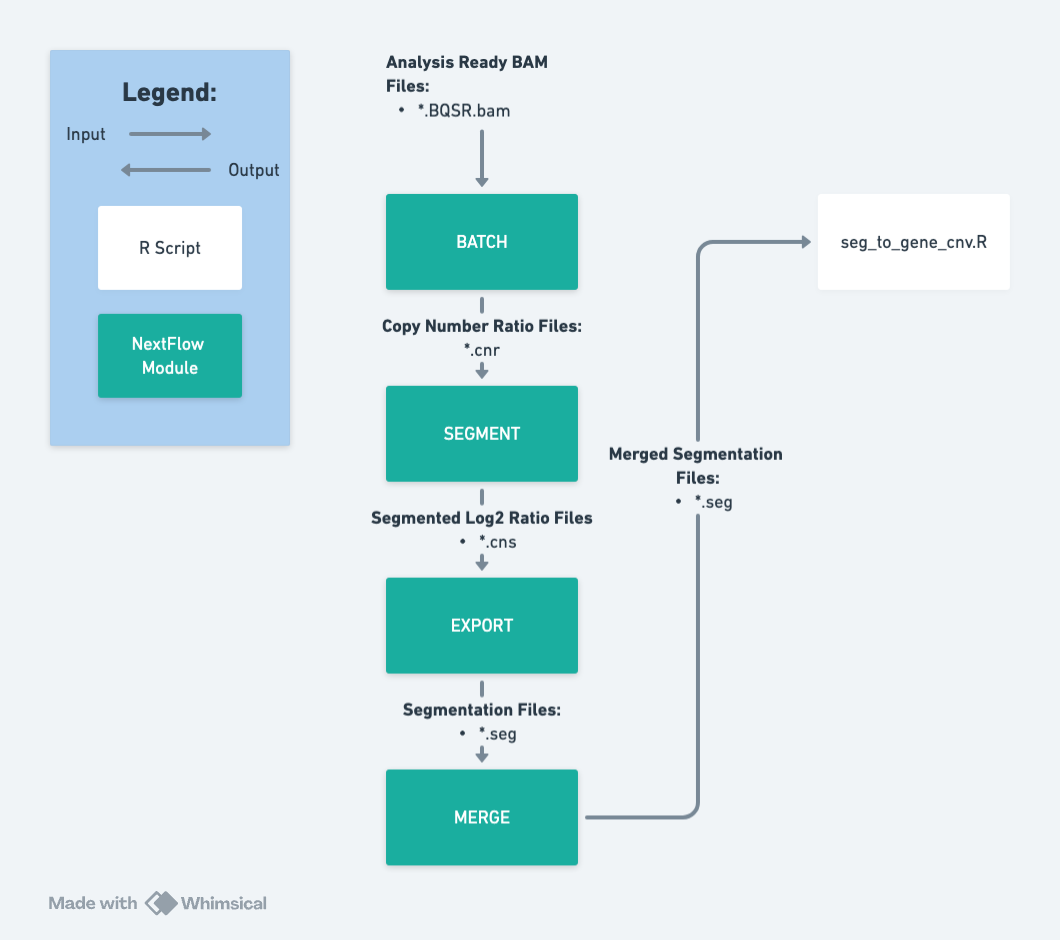 Legend:
Input
Output
R Script
NextFlow
Module
Analysis Ready BAM
Files:
• *.BQSR.bam
BATCH
Copy Number Ratio Files:
*.cnr
SEGMENT
Segmented Log2 Ratio Files
• *.cns
EXPORT
Segmentation Files:
• *.seg
MERGE
Merged Segmentation
Files:
• *.seg
seg_to_gene_cnv.R
Made with Whimsical